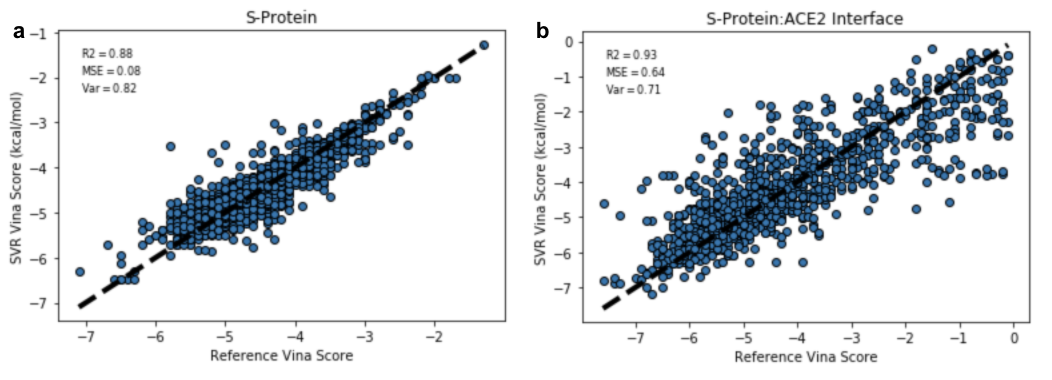 a
S-Protein
R2 = 0.88
MSE = 0.08
Var = 0.82
−1
−2
−3
−4
−5
−6
−7
SVR Vina Score (kcal/mol)
−7 −6 −5 −4 −3 −2
Reference Vina Score
b
S-Protein:ACE2 Interface
R2 = 0.93
MSE = 0.64
Var = 0.71
0
−1
−2
−3
−4
−5
−6
−7
SVR Vina Score (kcal/mol)
−7 −6 −5 −4 −3 −2 −1 0
Reference Vina Score